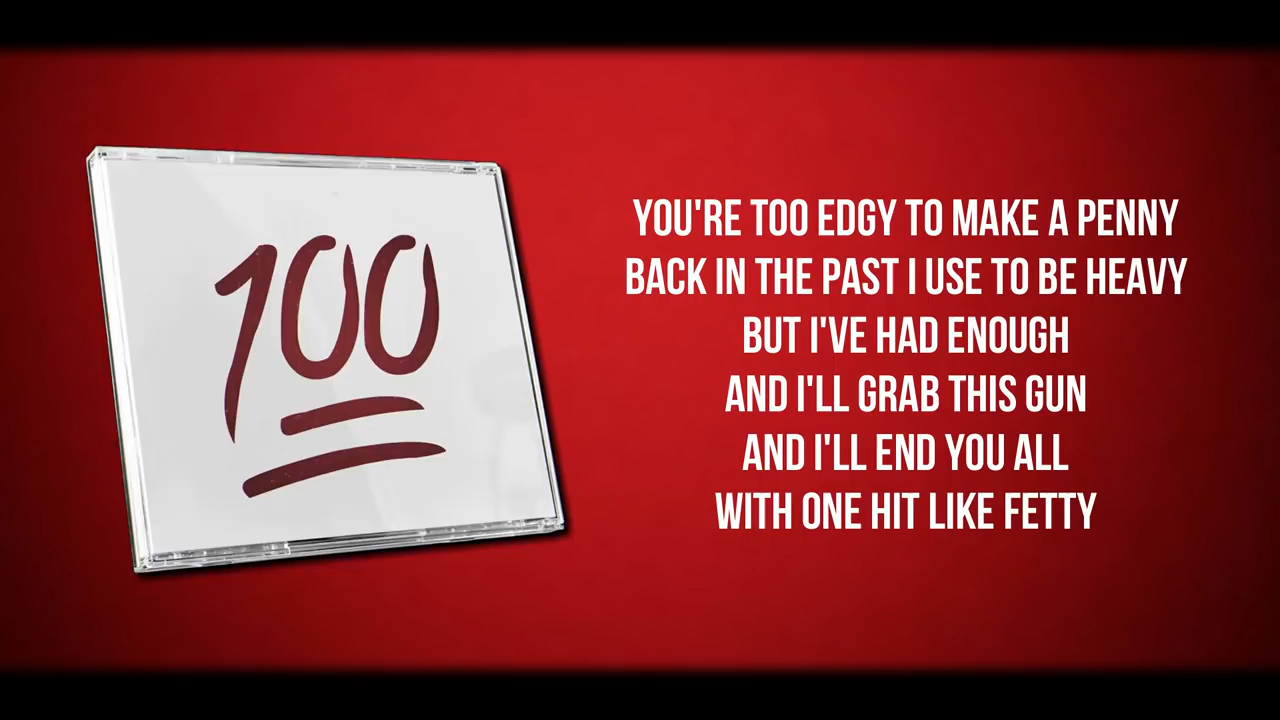 100
YOU'RE TOO EDGY TO MAKE A PENNY
BACK IN THE PAST I USE TO BE HEAVY
BUT I'VE HAD ENOUGH
AND I'LL GRAB THIS GUN
AND I'LL END YOU ALL
WITH ONE HIT LIKE FETTY